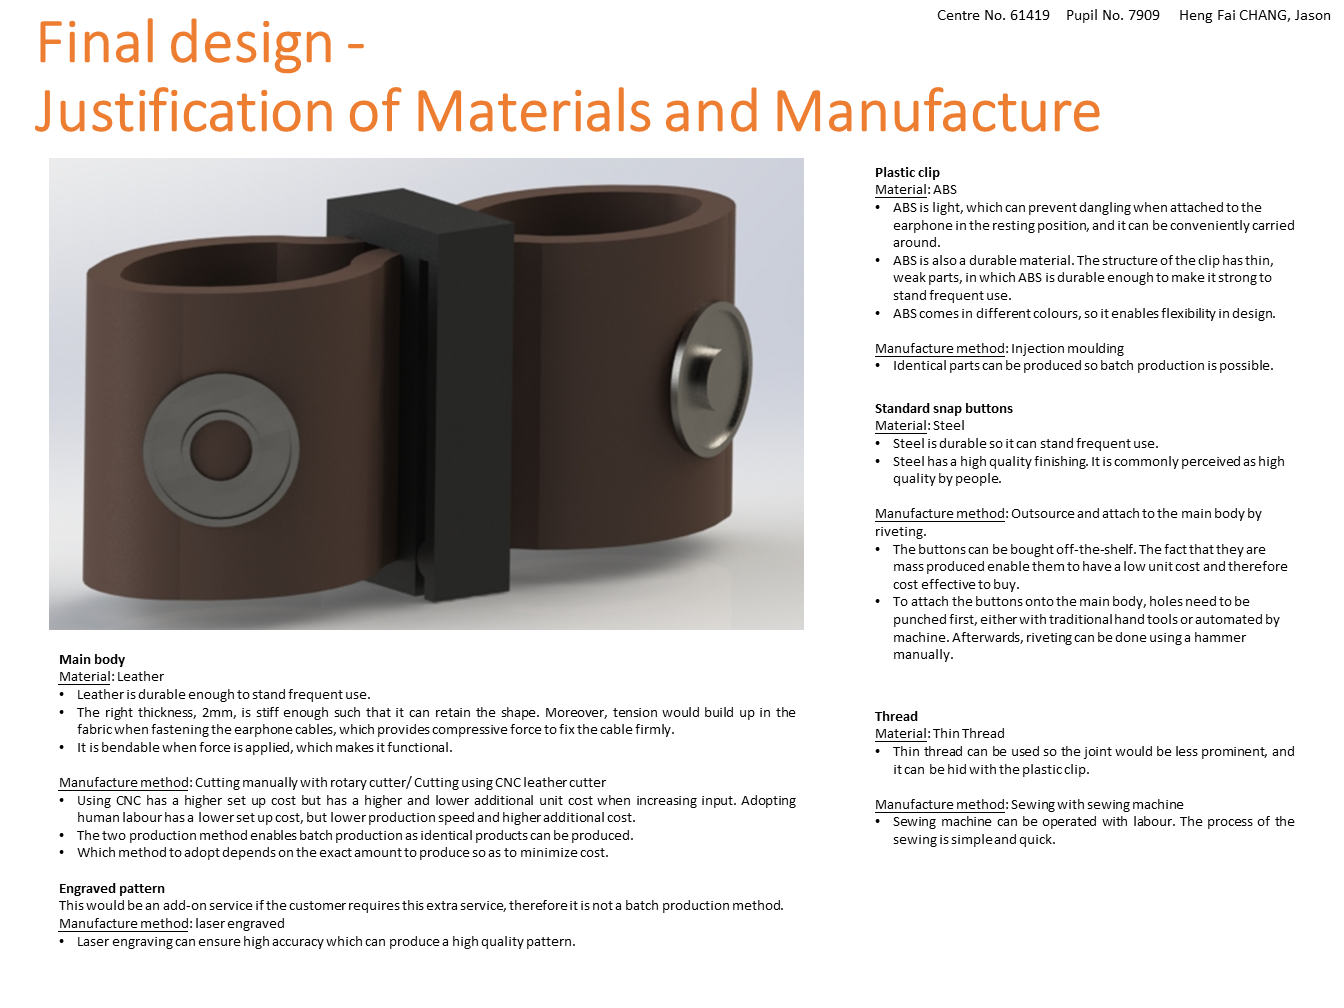 Centre No. 61419 Pupil No. 7909 Heng Fai CHANG, Jason
Final design -
Justification of Materials and Manufacture
Main body
Material: Leather
• Leather is durable enough to stand frequent use.
• The right thickness, 2mm, is stiff enough such that it can retain the shape. Moreover, tension would build up in the
fabric when fastening the earphone cables, which provides compressive force to fix the cable firmly.
• It is bendable when force is applied, which makes it functional.
Manufacture method: Cutting manually with rotary cutter/ Cutting using CNC leather cutter
• Using CNC has a higher set up cost but has a higher and lower additional unit cost when increasing input. Adopting
human labour has a lower set up cost, but lower production speed and higher additional cost.
• The two production method enables batch production as identical products can be produced.
• Which method to adopt depends on the exact amount to produce so as to minimize cost.
Engraved pattern
This would be an add-on service if the customer requires this extra service, therefore it is not a batch production method.
Manufacture method: laser engraved
• Laser engraving can ensure high accuracy which can produce a high quality pattern.
Plastic clip
Material: ABS
• ABS is light, which can prevent dangling when attached to the
earphone in the resting position, and it can be conveniently carried
around.
• ABS is also a durable material. The structure of the clip has thin,
weak parts, in which ABS is durable enough to make it strong to
stand frequent use.
• ABS comes in different colours, so it enables flexibility in design.
Manufacture method: Injection moulding
• Identical parts can be produced so batch production is possible.
Standard snap buttons
Material: Steel
• Steel is durable so it can stand frequent use.
• Steel has a high quality finishing. It is commonly perceived as high
quality by people.
Manufacture method: Outsource and attach to the main body by
riveting.
• The buttons can be bought off-the-shelf. The fact that they are
mass produced enable them to have a low unit cost and therefore
cost effective to buy.
• To attach the buttons onto the main body, holes need to be
punched first, either with traditional hand tools or automated by
machine. Afterwards, riveting can be done using a hammer
manually.
Thread
Material: Thin Thread
• Thin thread can be used so the joint would be less prominent, and
it can be hid with the plastic clip.
Manufacture method: Sewing with sewing machine
• Sewing machine can be operated with labour. The process of the
sewing is simple and quick.